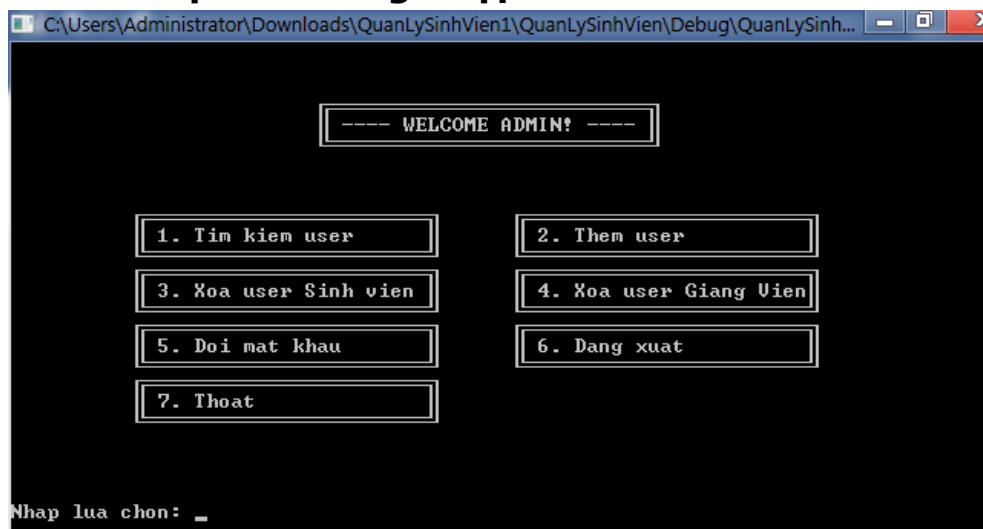 C:\Users\Administrator\Downloads\QuanLySinhVien1\QuanLySinhVien\Debug\QuanLySinh...
---- WELCOME ADMIN! ----
1. Tim kiem user
2. Them user
3. Xoa user Sinh vien
4. Xoa user Giang Vien
5. Doi mat khau
6. Dang xuat
7. Thoat
Nhap lua chon: _